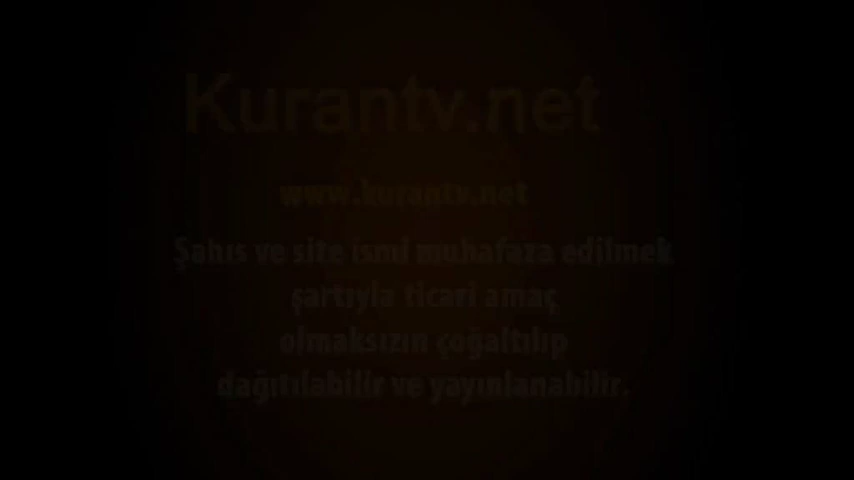 Kurantv.net
www.kurantv.net
Şahıs ve site ismi muhafaza edilmek
şartıyla ticari amaç
olmaksızın çoğaltılıp
dağıtılabilir ve yayınlanabilir.